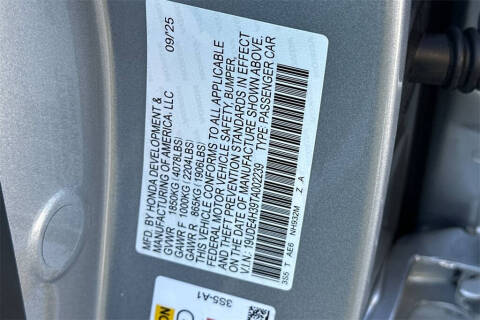 09/25
MFD. BY HONDA DEVELOPMENT &
MANUFACTURING OF AMERICA, LLC
GVWR 1850KG (4078LBS)
GAWR F 1000KG (2204LBS)
GAWR R 865KG (1906LBS)
THIS VEHICLE CONFORMS TO ALL APPLICABLE
FEDERAL MOTOR VEHICLE SAFETY, BUMPER,
AND THEFT PREVENTION STANDARDS IN EFFECT
ON THE DATE OF MANUFACTURE SHOWN ABOVE.
V.I.N.: 19UDE4H39TA002239 TYPE: PASSENGER CAR
3S5 T AE6 NH932M Z A
3S5-A1